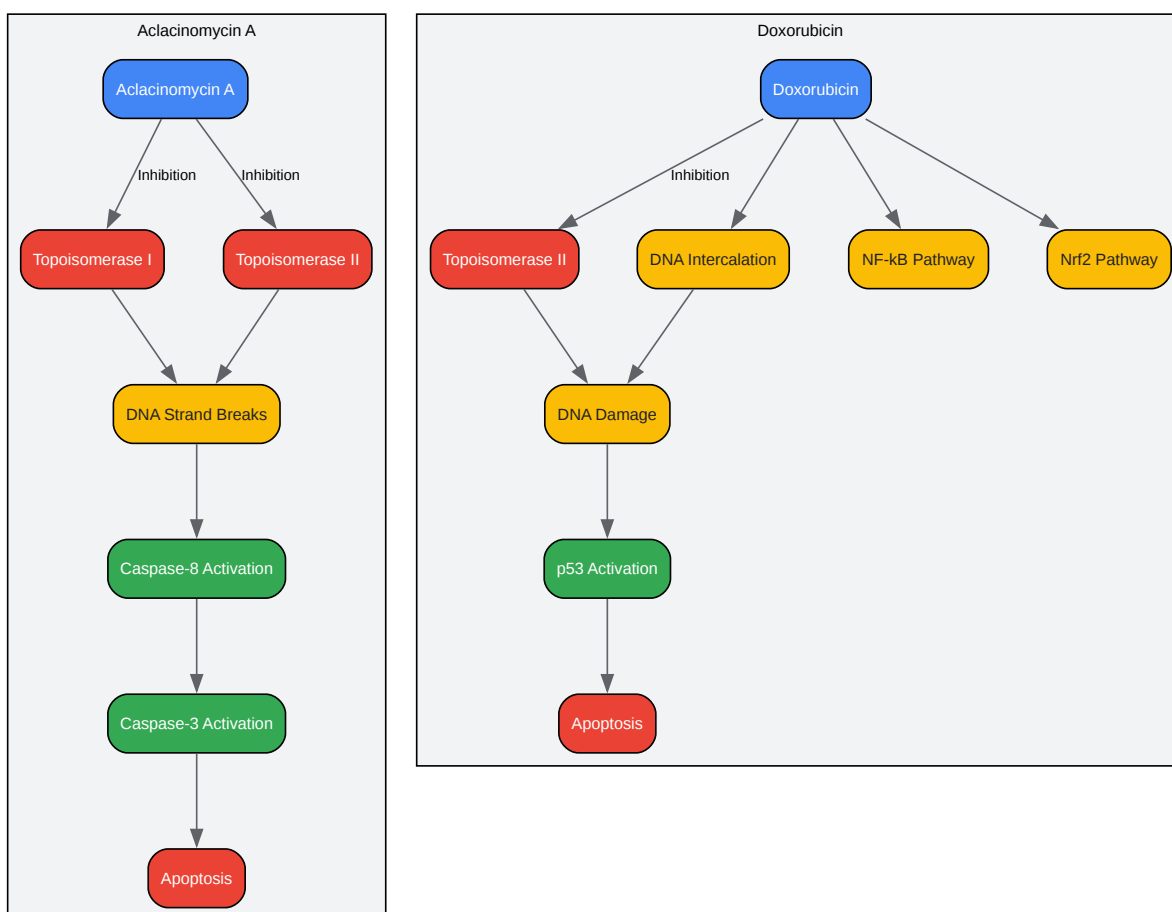 Aclacinomycin A
Aclacinomycin A
Inhibition
Inhibition
Topoisomerase I
Topoisomerase II
DNA Strand Breaks
Caspase-8 Activation
Caspase-3 Activation
Apoptosis
Doxorubicin
Doxorubicin
Inhibition
Topoisomerase II
DNA Intercalation
NF-kB Pathway
Nrf2 Pathway
DNA Damage
p53 Activation
Apoptosis